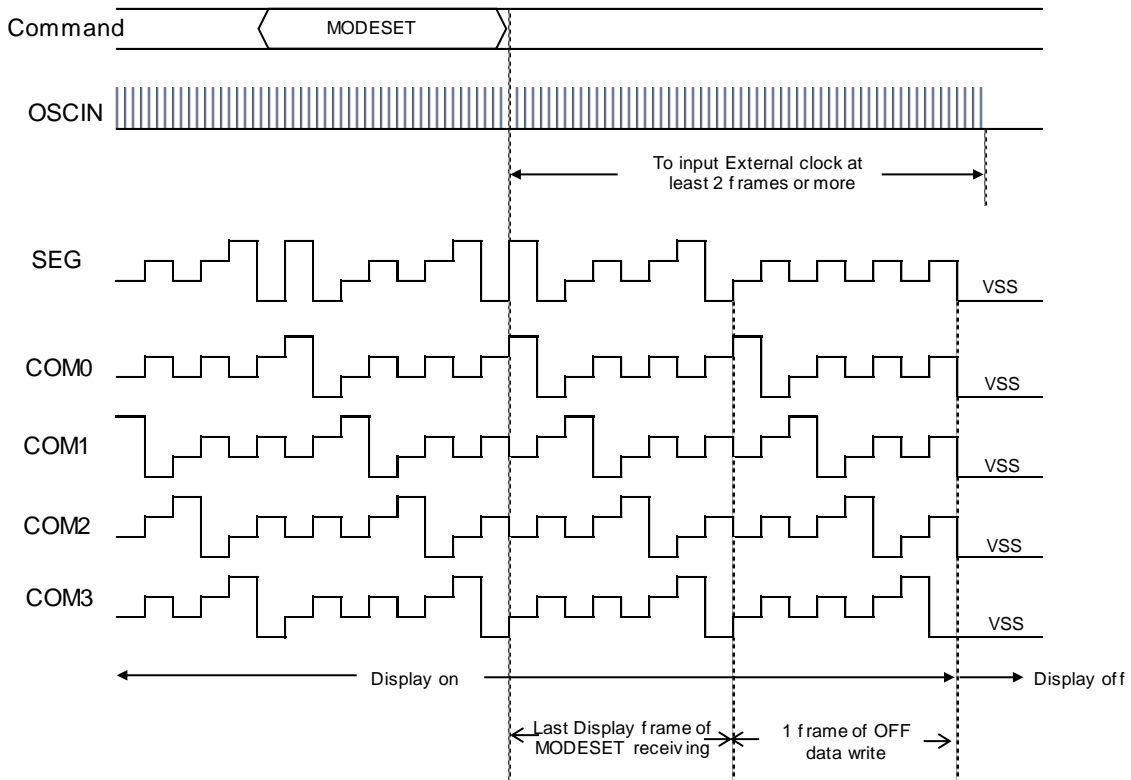 Command
MODESET
OSCIN
To input External clock at
least 2 frames or more
SEG
VSS
COM0
VSS
COM1
VSS
COM2
VSS
COM3
VSS
Display on
Display off
Last Display frame of
MODESET receiving
1 frame of OFF
data write